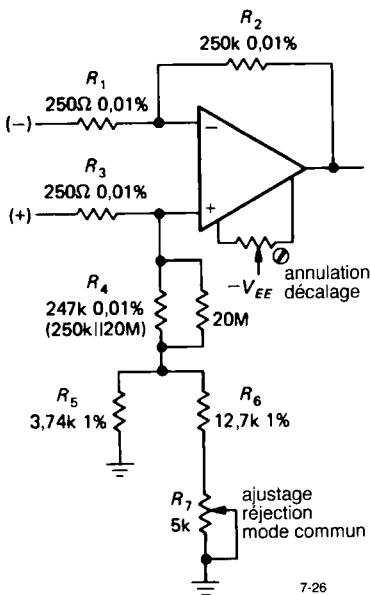 R2
250k 0,01%
R1
250Ω 0,01%
(−)
−
R3
250Ω 0,01%
(+)
+
R4
247k 0,01%
(250k||20M)
20M
−VEE
annulation
décalage
R5
3,74k 1%
R6
12,7k 1%
R7
5k
ajustage
réjection
mode commun
7-26